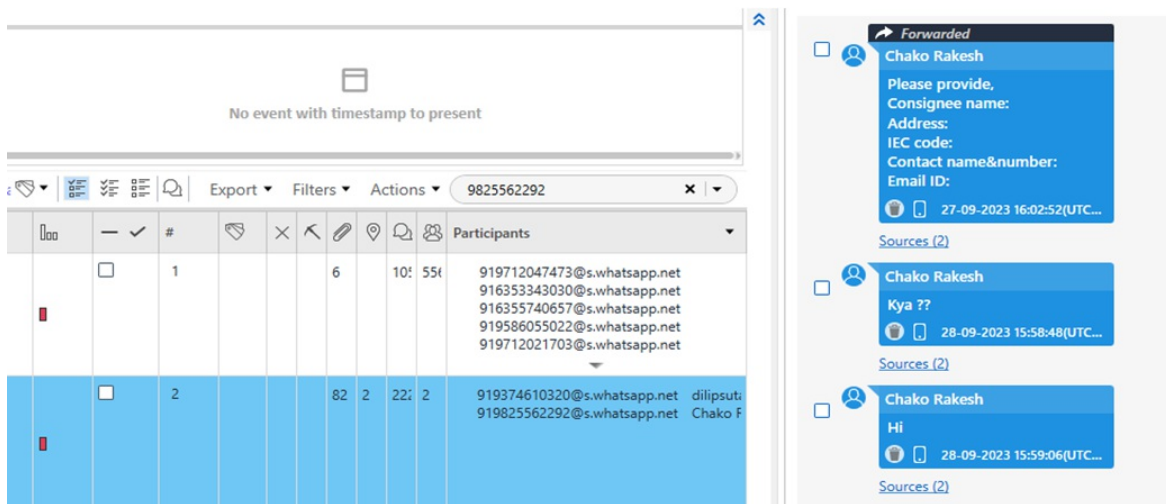 No event with timestamp to present
Export
Filters
Actions
9825562292
#
Participants
1
6
919712047473@s.whatsapp.net
916353343030@s.whatsapp.net
916355740657@s.whatsapp.net
919586055022@s.whatsapp.net
919712021703@s.whatsapp.net
2
82 2 2
919374610320@s.whatsapp.net
919825562292@s.whatsapp.net Chako
Forwarded
Chako Rakesh
Please provide,
Consignee name:
Address:
IEC code:
Contact name&number:
Email ID:
27-09-2023 16:02:52(UTC...
Sources (2)
Chako Rakesh
Kya ??
28-09-2023 15:58:48(UTC...
Sources (2)
Chako Rakesh
Hi
28-09-2023 15:59:06(UTC...
Sources (2)